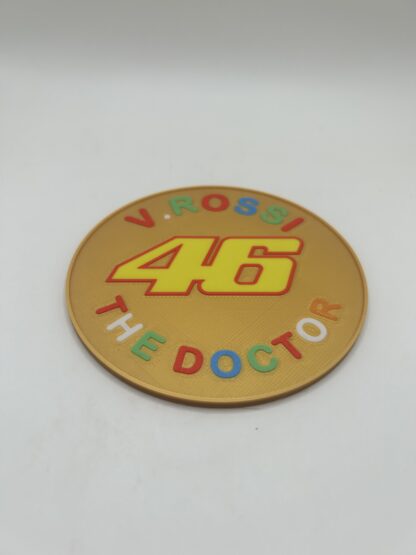 V.ROSSI
46
THE DOCTOR